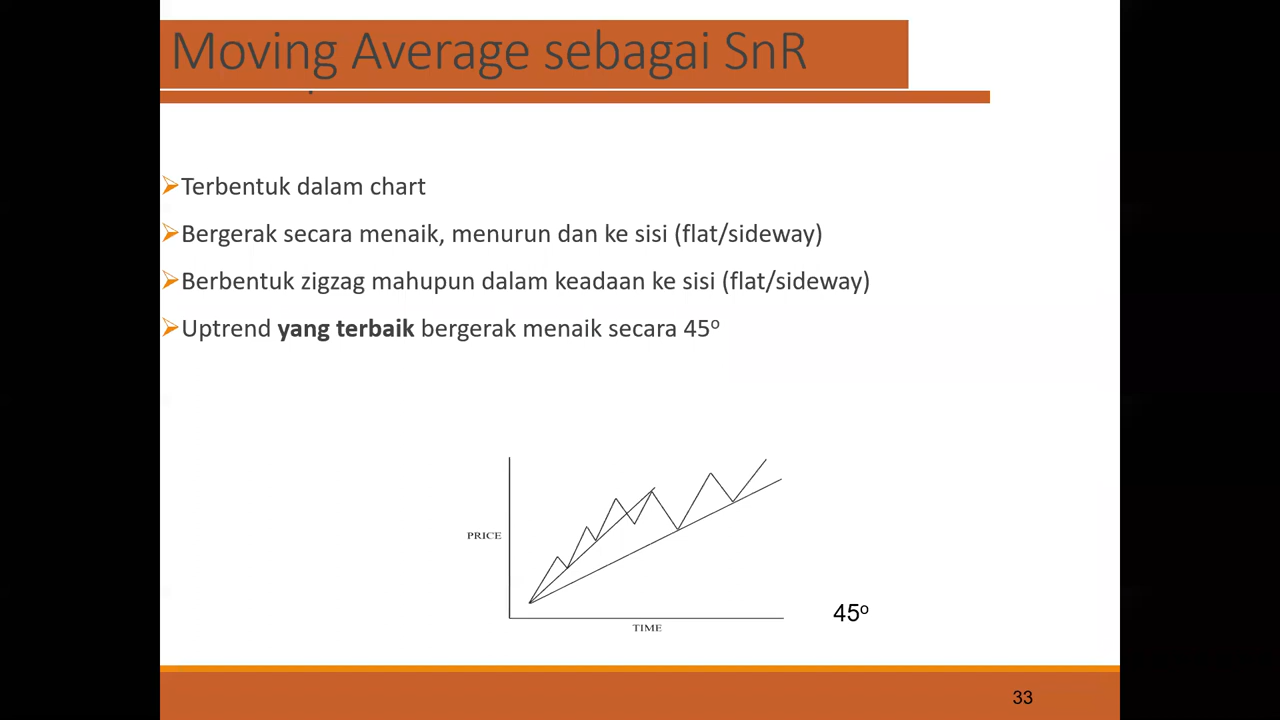 Moving Average sebagai SnR
Terbentuk dalam chart
Bergerak secara menaik, menurun dan ke sisi (flat/sideway)
Berbentuk zigzag mahupun dalam keadaan ke sisi (flat/sideway)
Uptrend yang terbaik bergerak menaik secara 45º
PRICE
45º
TIME
33